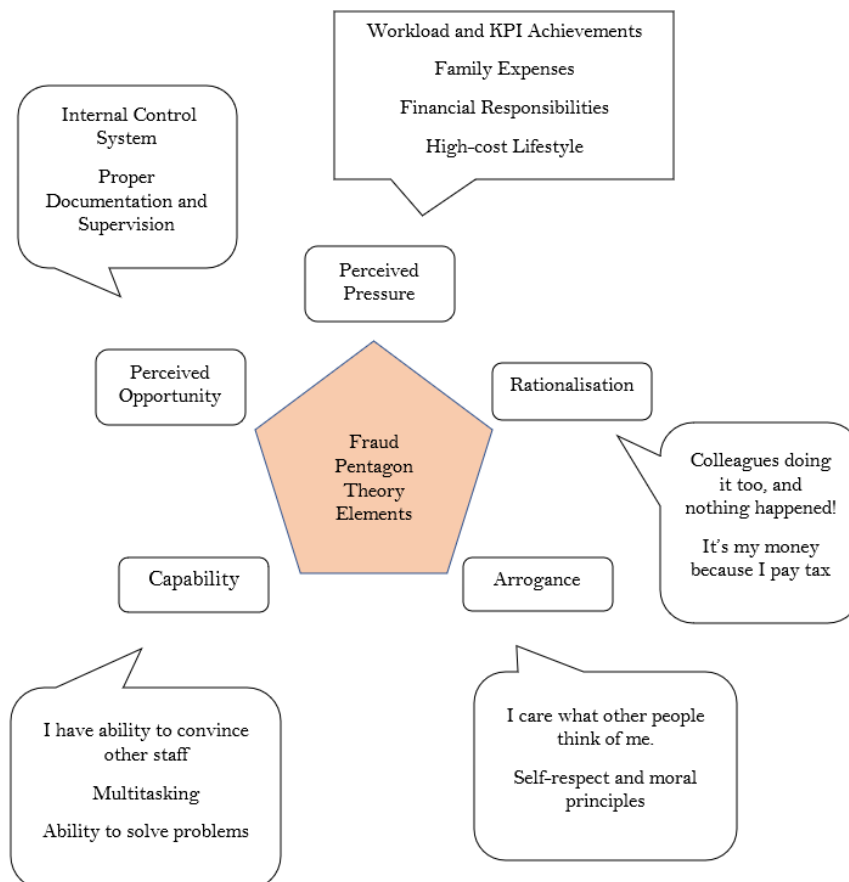 Workload and KPI Achievements
Family Expenses
Financial Responsibilities
High-cost Lifestyle
Internal Control
System
Proper
Documentation and
Supervision
Perceived
Pressure
Perceived
Opportunity
Rationalisation
Fraud
Pentagon
Theory
Elements
Colleagues doing
it too, and
nothing happened!
It's my money
because I pay tax
Capability
Arrogance
I have ability to convince
other staff
Multitasking
Ability to solve problems
I care what other people
think of me.
Self-respect and moral
principles